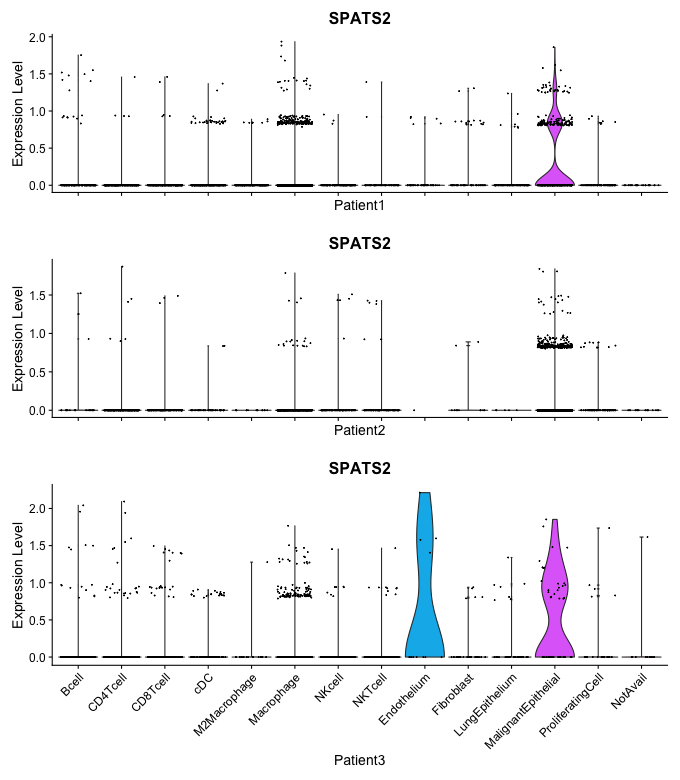 SPATS2
Expression Level
2.0
1.5
1.0
0.5
0.0
Patient1
SPATS2
Expression Level
1.5
1.0
0.5
0.0
Patient2
SPATS2
Expression Level
2.0
1.5
1.0
0.5
0.0
Bcell
CD4Tcell
CD8Tcell
cDC
M2Macrophage
Macrophage
NKcell
NKTcell
Endothelium
Fibroblast
LungEpithelium
MalignantEpithelial
ProliferatingCell
NotAvail
Patient3